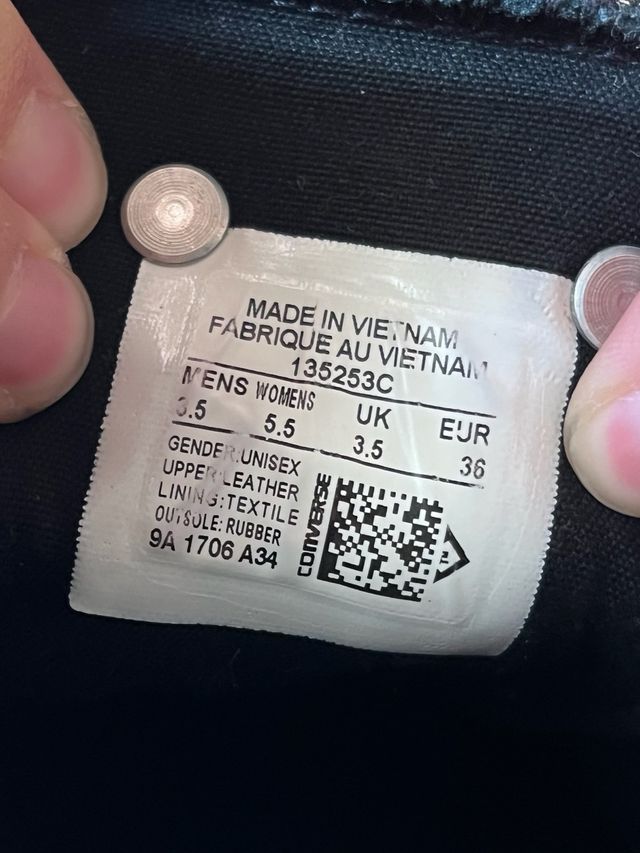 MADE IN VIETNAM
FABRIQUE AU VIETNAM
135253C
MENS WOMENS UK EUR
3.5 5.5 3.5 36
GENDER:UNISEX
UPPER:LEATHER
LINING:TEXTILE
OUTSOLE: RUBBER
9A 1706 A34
CONVERSE